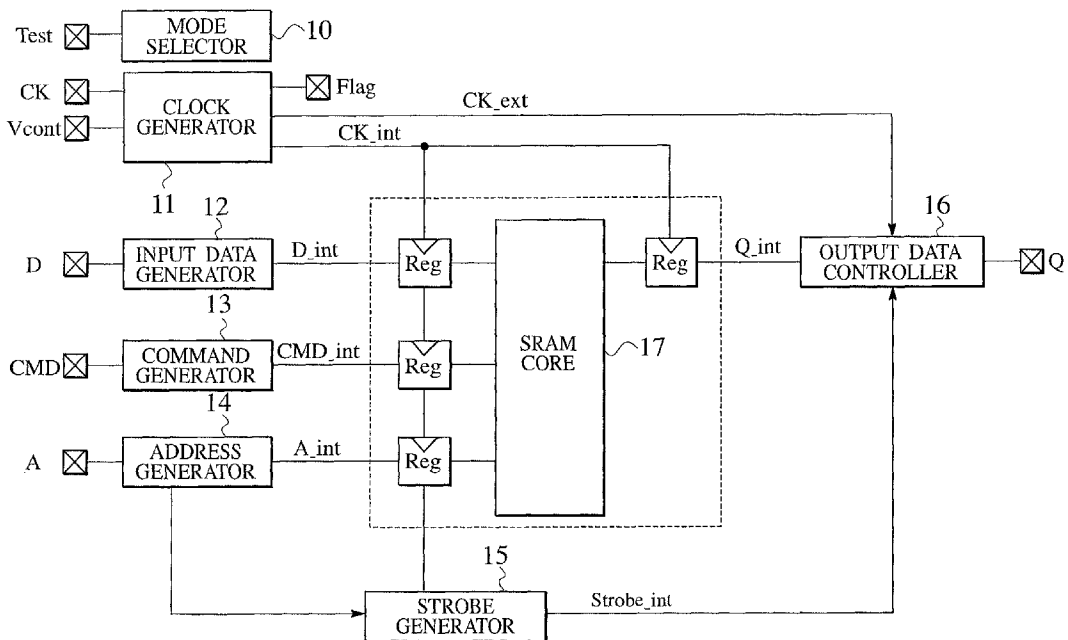 Test
MODE
SELECTOR
10
CK
Vcont
CLOCK
GENERATOR
11
Flag
CK_ext
CK_int
D
12
INPUT DATA
GENERATOR
D_int
Reg
Reg
Q_int
16
OUTPUT DATA
CONTROLLER
Q
13
CMD
COMMAND
GENERATOR
CMD_int
Reg
SRAM
CORE
17
14
A
ADDRESS
GENERATOR
A_int
Reg
15
STROBE
GENERATOR
Strobe_int